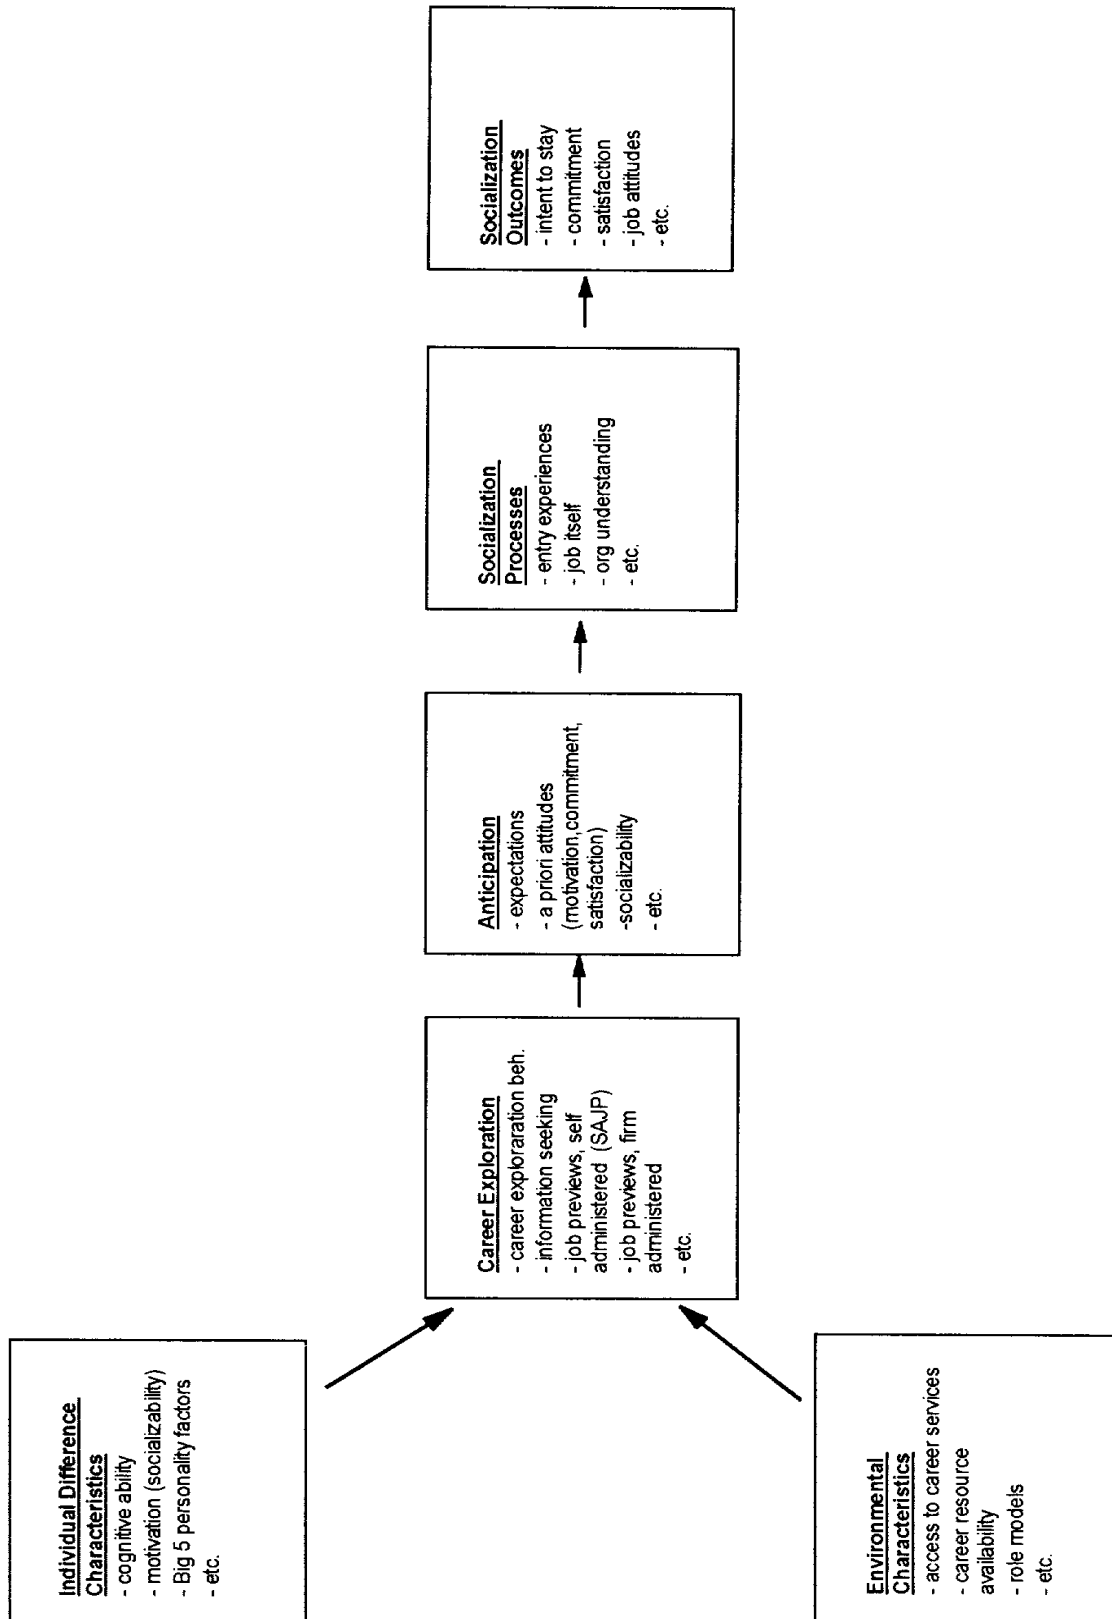 Individual Difference
Characteristics
- cognitive ability
- motivation (socializability)
- Big 5 personality factors
- etc.
Environmental
Characteristics
- access to career services
- career resource
availability
- role models
- etc.
Career Exploration
- career exploraration beh.
- information seeking
- job previews, self
administered (SAJP)
- job previews, firm
administered
- etc.
Anticipation
- expectations
- a priori attitudes
(motivation,commitment,
satisfaction)
-socializability
- etc.
Socialization
Processes
- entry experiences
- job itself
- org understanding
- etc.
Socialization
Outcomes
- intent to stay
- commitment
- satisfaction
- job attitudes
- etc.